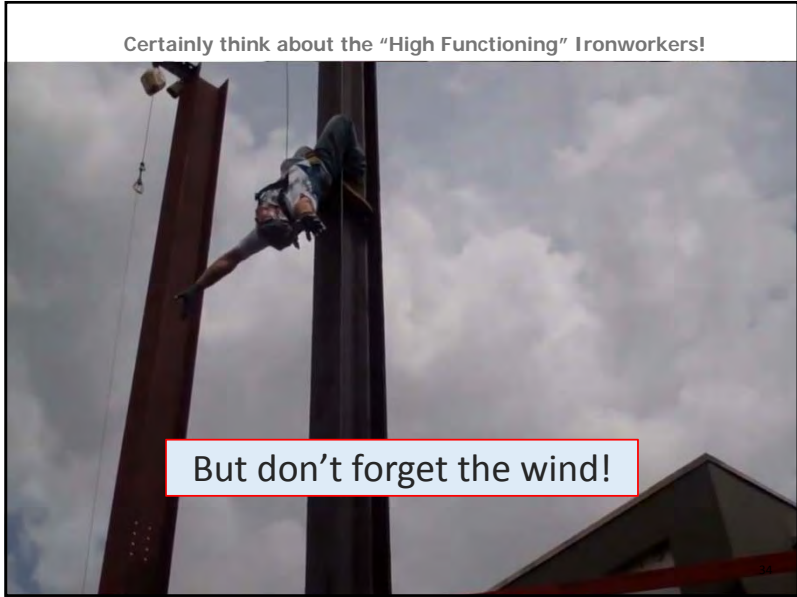 Certainly think about the “High Functioning” Ironworkers!
But don’t forget the wind!